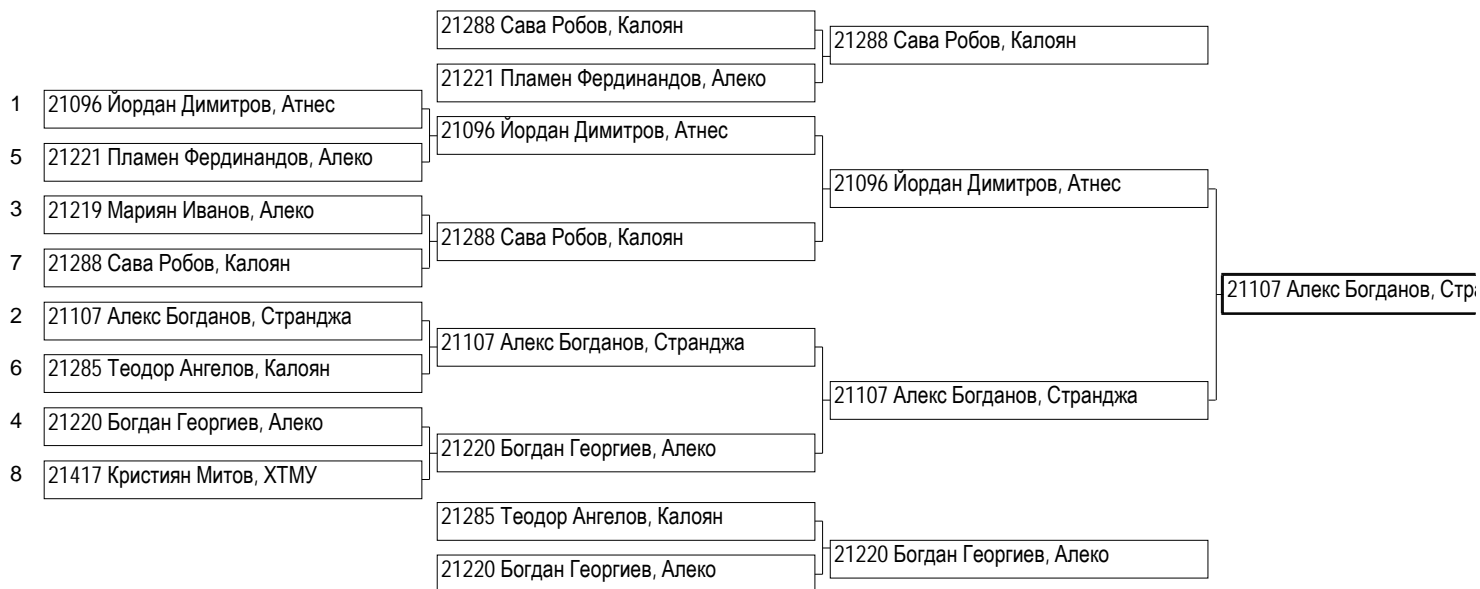 21288 Сава Робов, Калоян
21288 Сава Робов, Калоян
21221 Пламен Фердинандов, Алеко
1 21096 Йордан Димитров, Атнес
21096 Йордан Димитров, Атнес
5 21221 Пламен Фердинандов, Алеко
21096 Йордан Димитров, Атнес
3 21219 Мариян Иванов, Алеко
21288 Сава Робов, Калоян
7 21288 Сава Робов, Калоян
21107 Алекс Богданов,
2 21107 Алекс Богданов, Странджа
21107 Алекс Богданов, Странджа
6 21285 Теодор Ангелов, Калоян
21107 Алекс Богданов, Странджа
4 21220 Богдан Георгиев, Алеко
21220 Богдан Георгиев, Алеко
8 21417 Кристиян Митов, ХТМУ
21285 Теодор Ангелов, Калоян
21220 Богдан Георгиев, Алеко
21220 Богдан Георгиев, Алеко